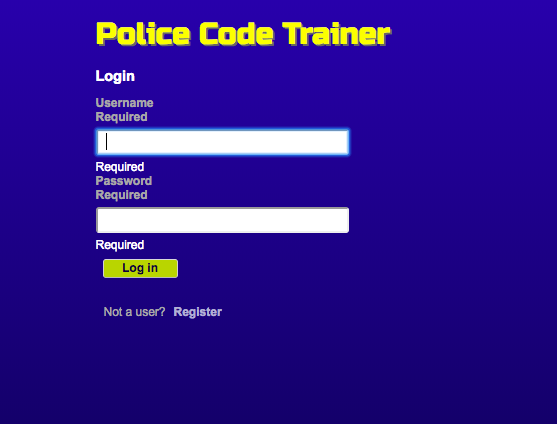 Police Code Trainer
Login
Username
Required
Required
Password
Required
Required
Log in
Not a user? Register